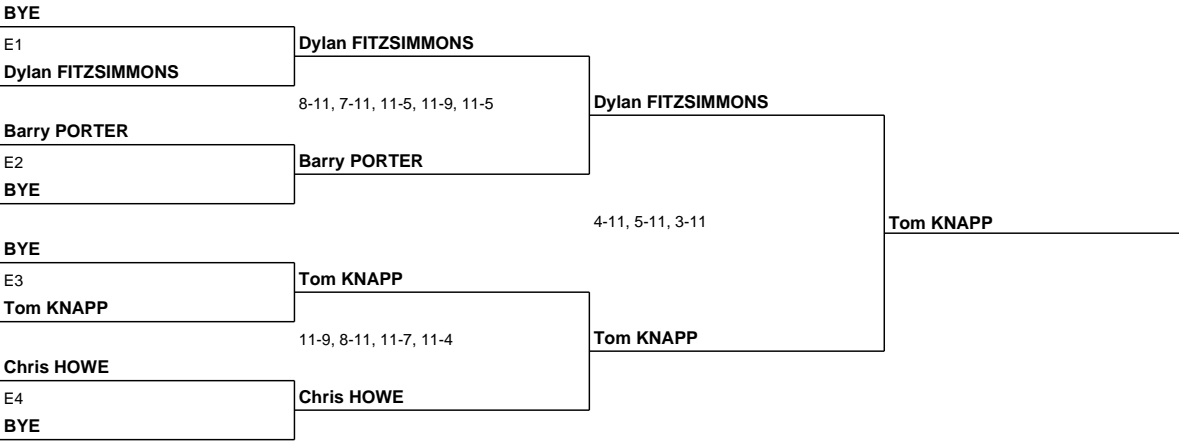 BYE
E1
Dylan FITZSIMMONS
Dylan FITZSIMMONS
8-11, 7-11, 11-5, 11-9, 11-5
Dylan FITZSIMMONS
Barry PORTER
E2
Barry PORTER
BYE
4-11, 5-11, 3-11
Tom KNAPP
BYE
E3
Tom KNAPP
Tom KNAPP
11-9, 8-11, 11-7, 11-4
Tom KNAPP
Chris HOWE
E4
Chris HOWE
BYE